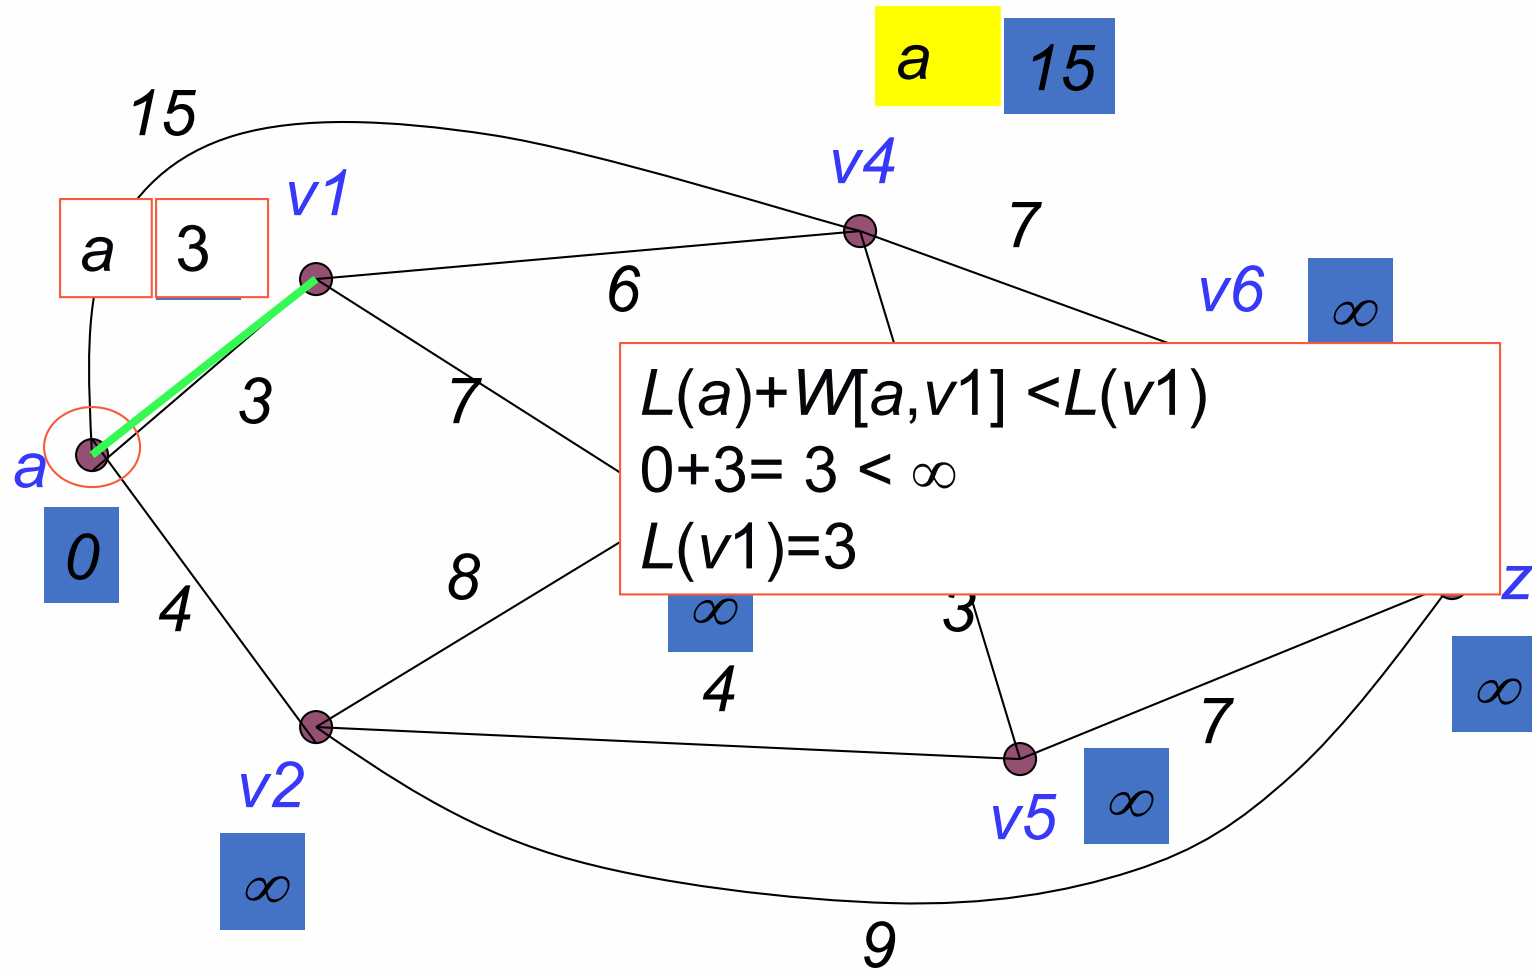 a 15
15
v4
v1
7
a 3
6
v6 ∞
3
7
L(a)+W[a,v1] <L(v1)
0+3= 3 < ∞
L(v1)=3
a
0
8
4
z
∞
3
4
∞
7
v2
∞
v5
∞
9